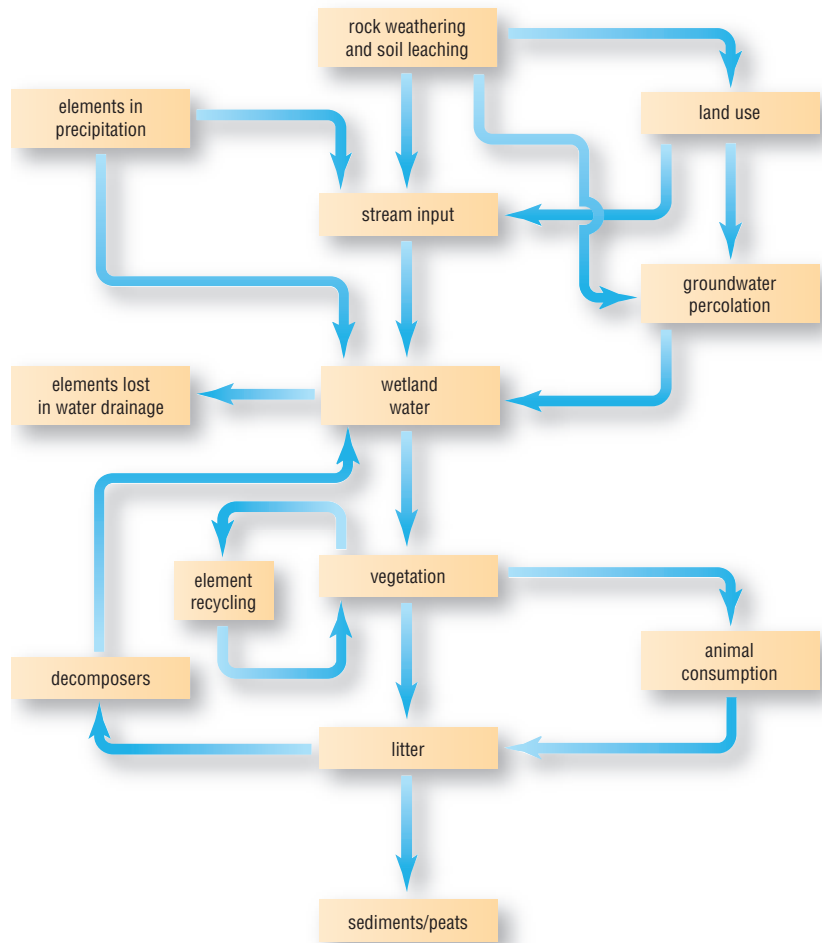 rock weathering
and soil leaching
elements in
precipitation
land use
stream input
groundwater
percolation
elements lost
in water drainage
wetland
water
element
recycling
vegetation
animal
consumption
decomposers
litter
sediments/peats